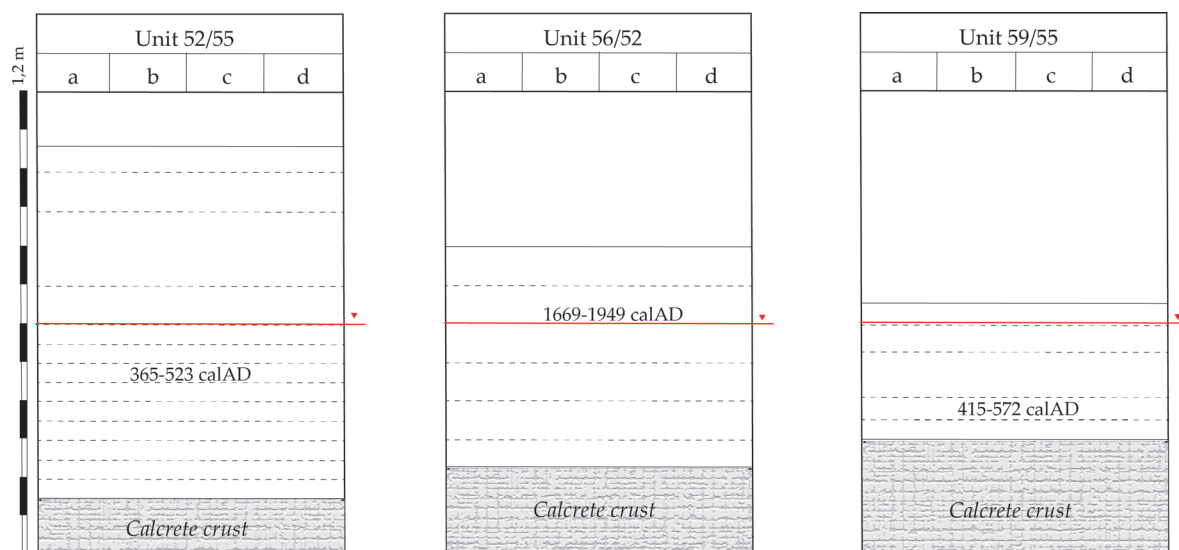 1,2 m
Unit 52/55
a b c d
365-523 calAD
Calcrete crust
Unit 56/52
a b c d
1669-1949 calAD
Calcrete crust
Unit 59/55
a b c d
415-572 calAD
Calcrete crust